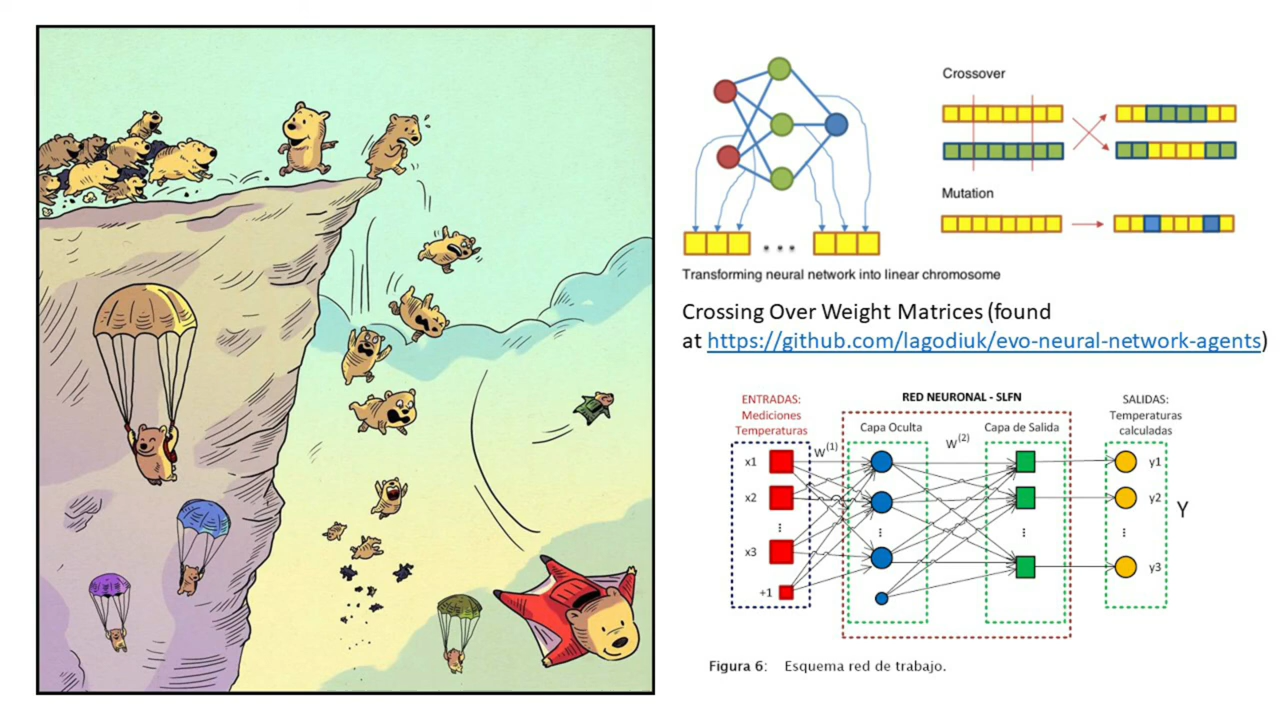 Crossover
Mutation
Transforming neural network into linear chromosome
Crossing Over Weight Matrices (found
at https://github.com/lagodiuk/evo-neural-network-agents)
RED NEURONAL - SLFN
ENTRADAS:
Mediciones
Temperaturas
SALIDAS:
Temperaturas
calculadas
Capa Oculta
Capa de Salida
W(1)
W(2)
x1
x2
x3
+1
y1
y2
y3
Y
Figura 6: Esquema red de trabajo.